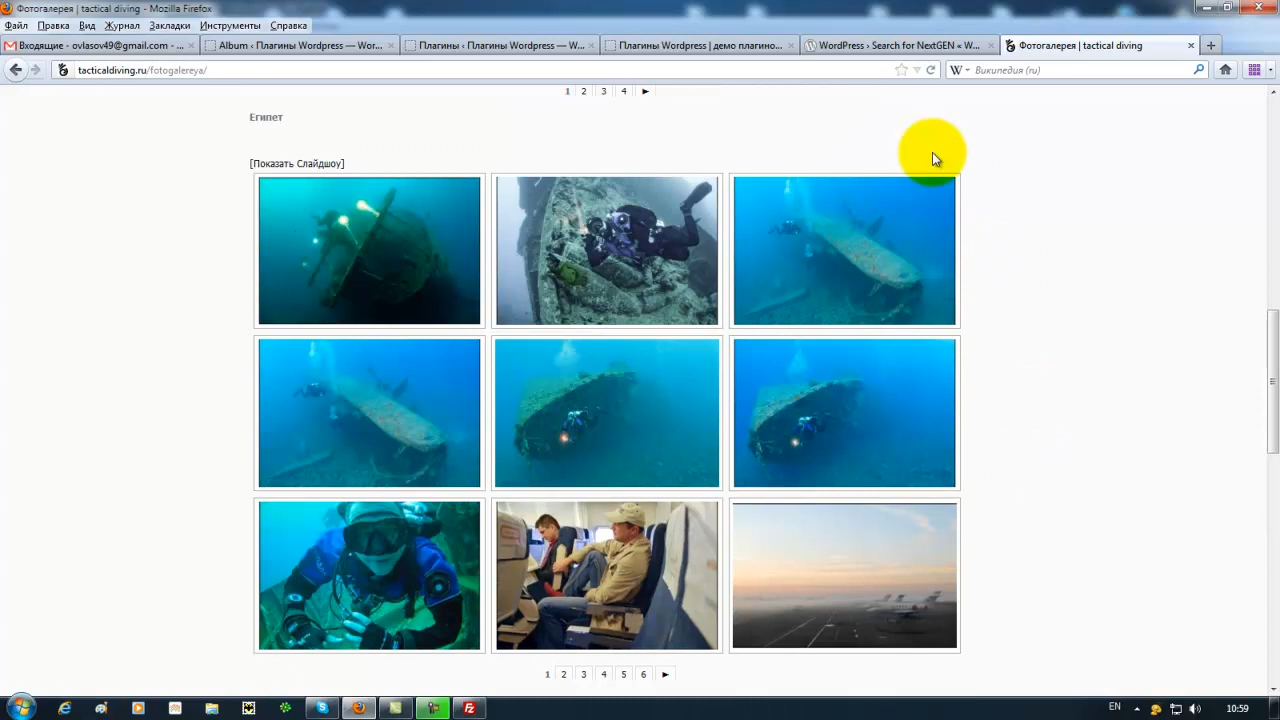 Фотогалерея | tactical diving - Mozilla Firefox
Файл Правка Вид Журнал Закладки Инструменты Справка
Входящие - ovlasov49@gmail.com - ...
Album ‹ Плагины Wordpress — Wor...
Плагины ‹ Плагины Wordpress — W...
Плагины Wordpress | демо плагино...
WordPress › Search for NextGEN « W...
Фотогалерея | tactical diving
tacticaldiving.ru/fotogalereya/
Википедия (ru)
1 2 3 4 ►
Египет
[Показать Слайдшоу]
1 2 3 4 5 6 ►
EN 10:59